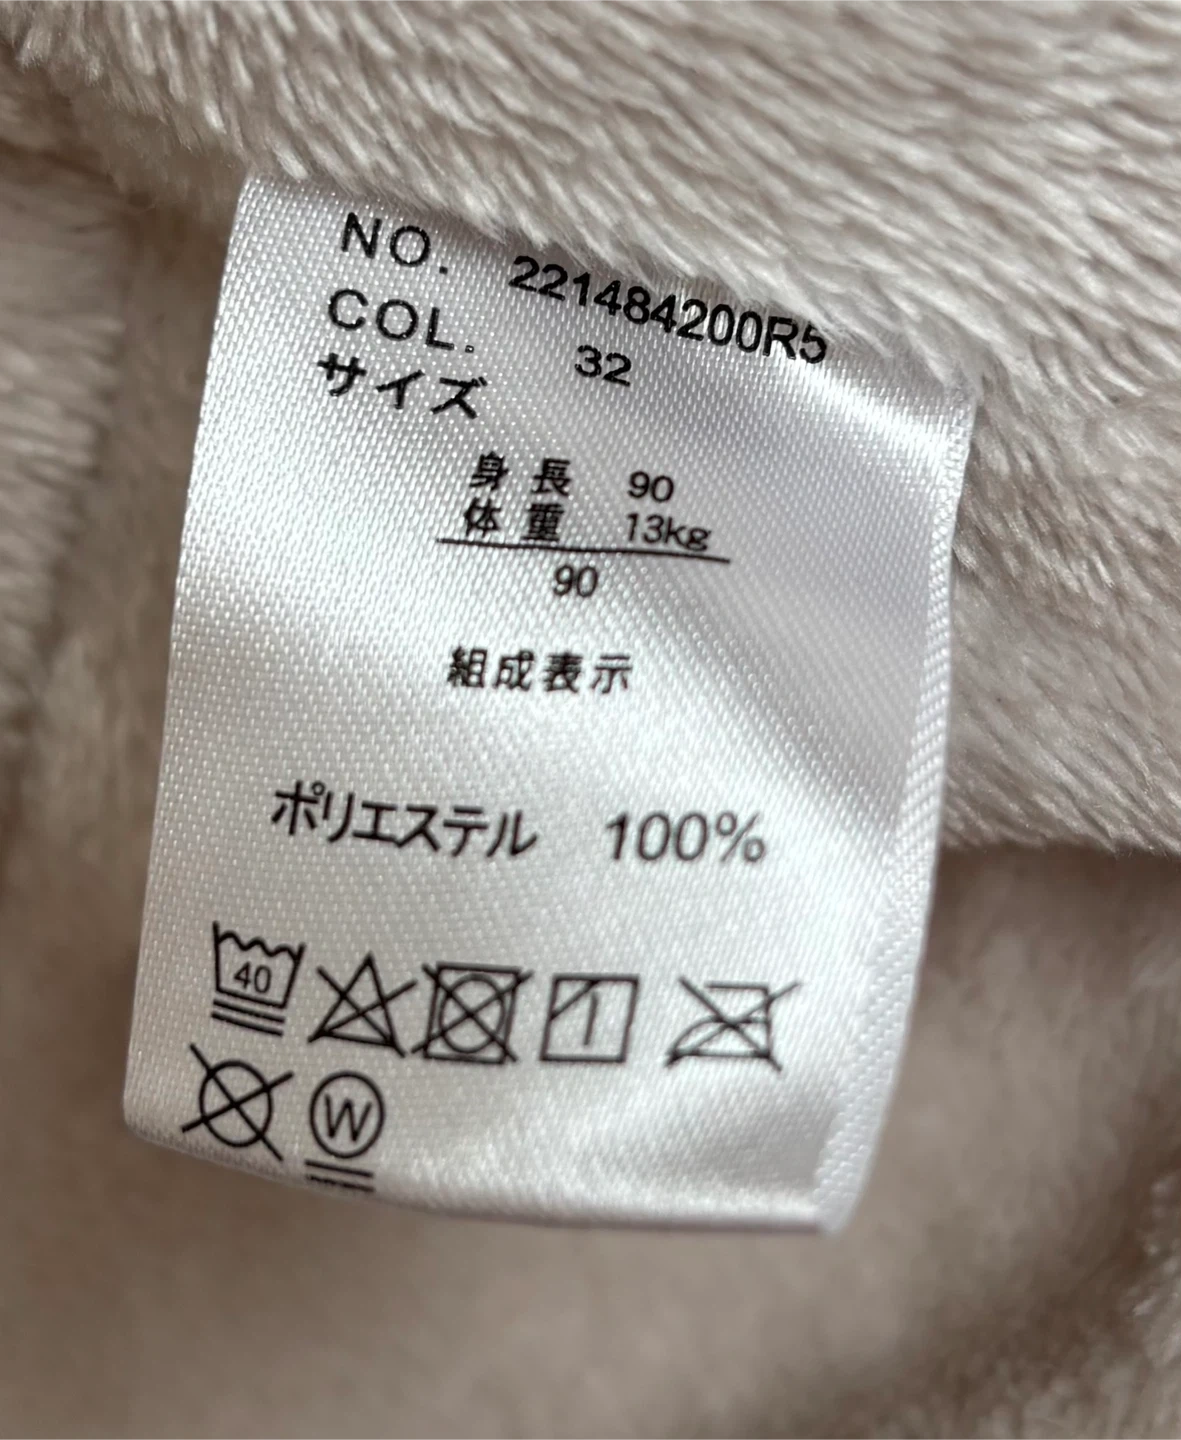 NO. 221484200R5
COL. 32
サイズ
身長 90
体重 13kg
90
組成表示
ポリエステル 100%
40
W